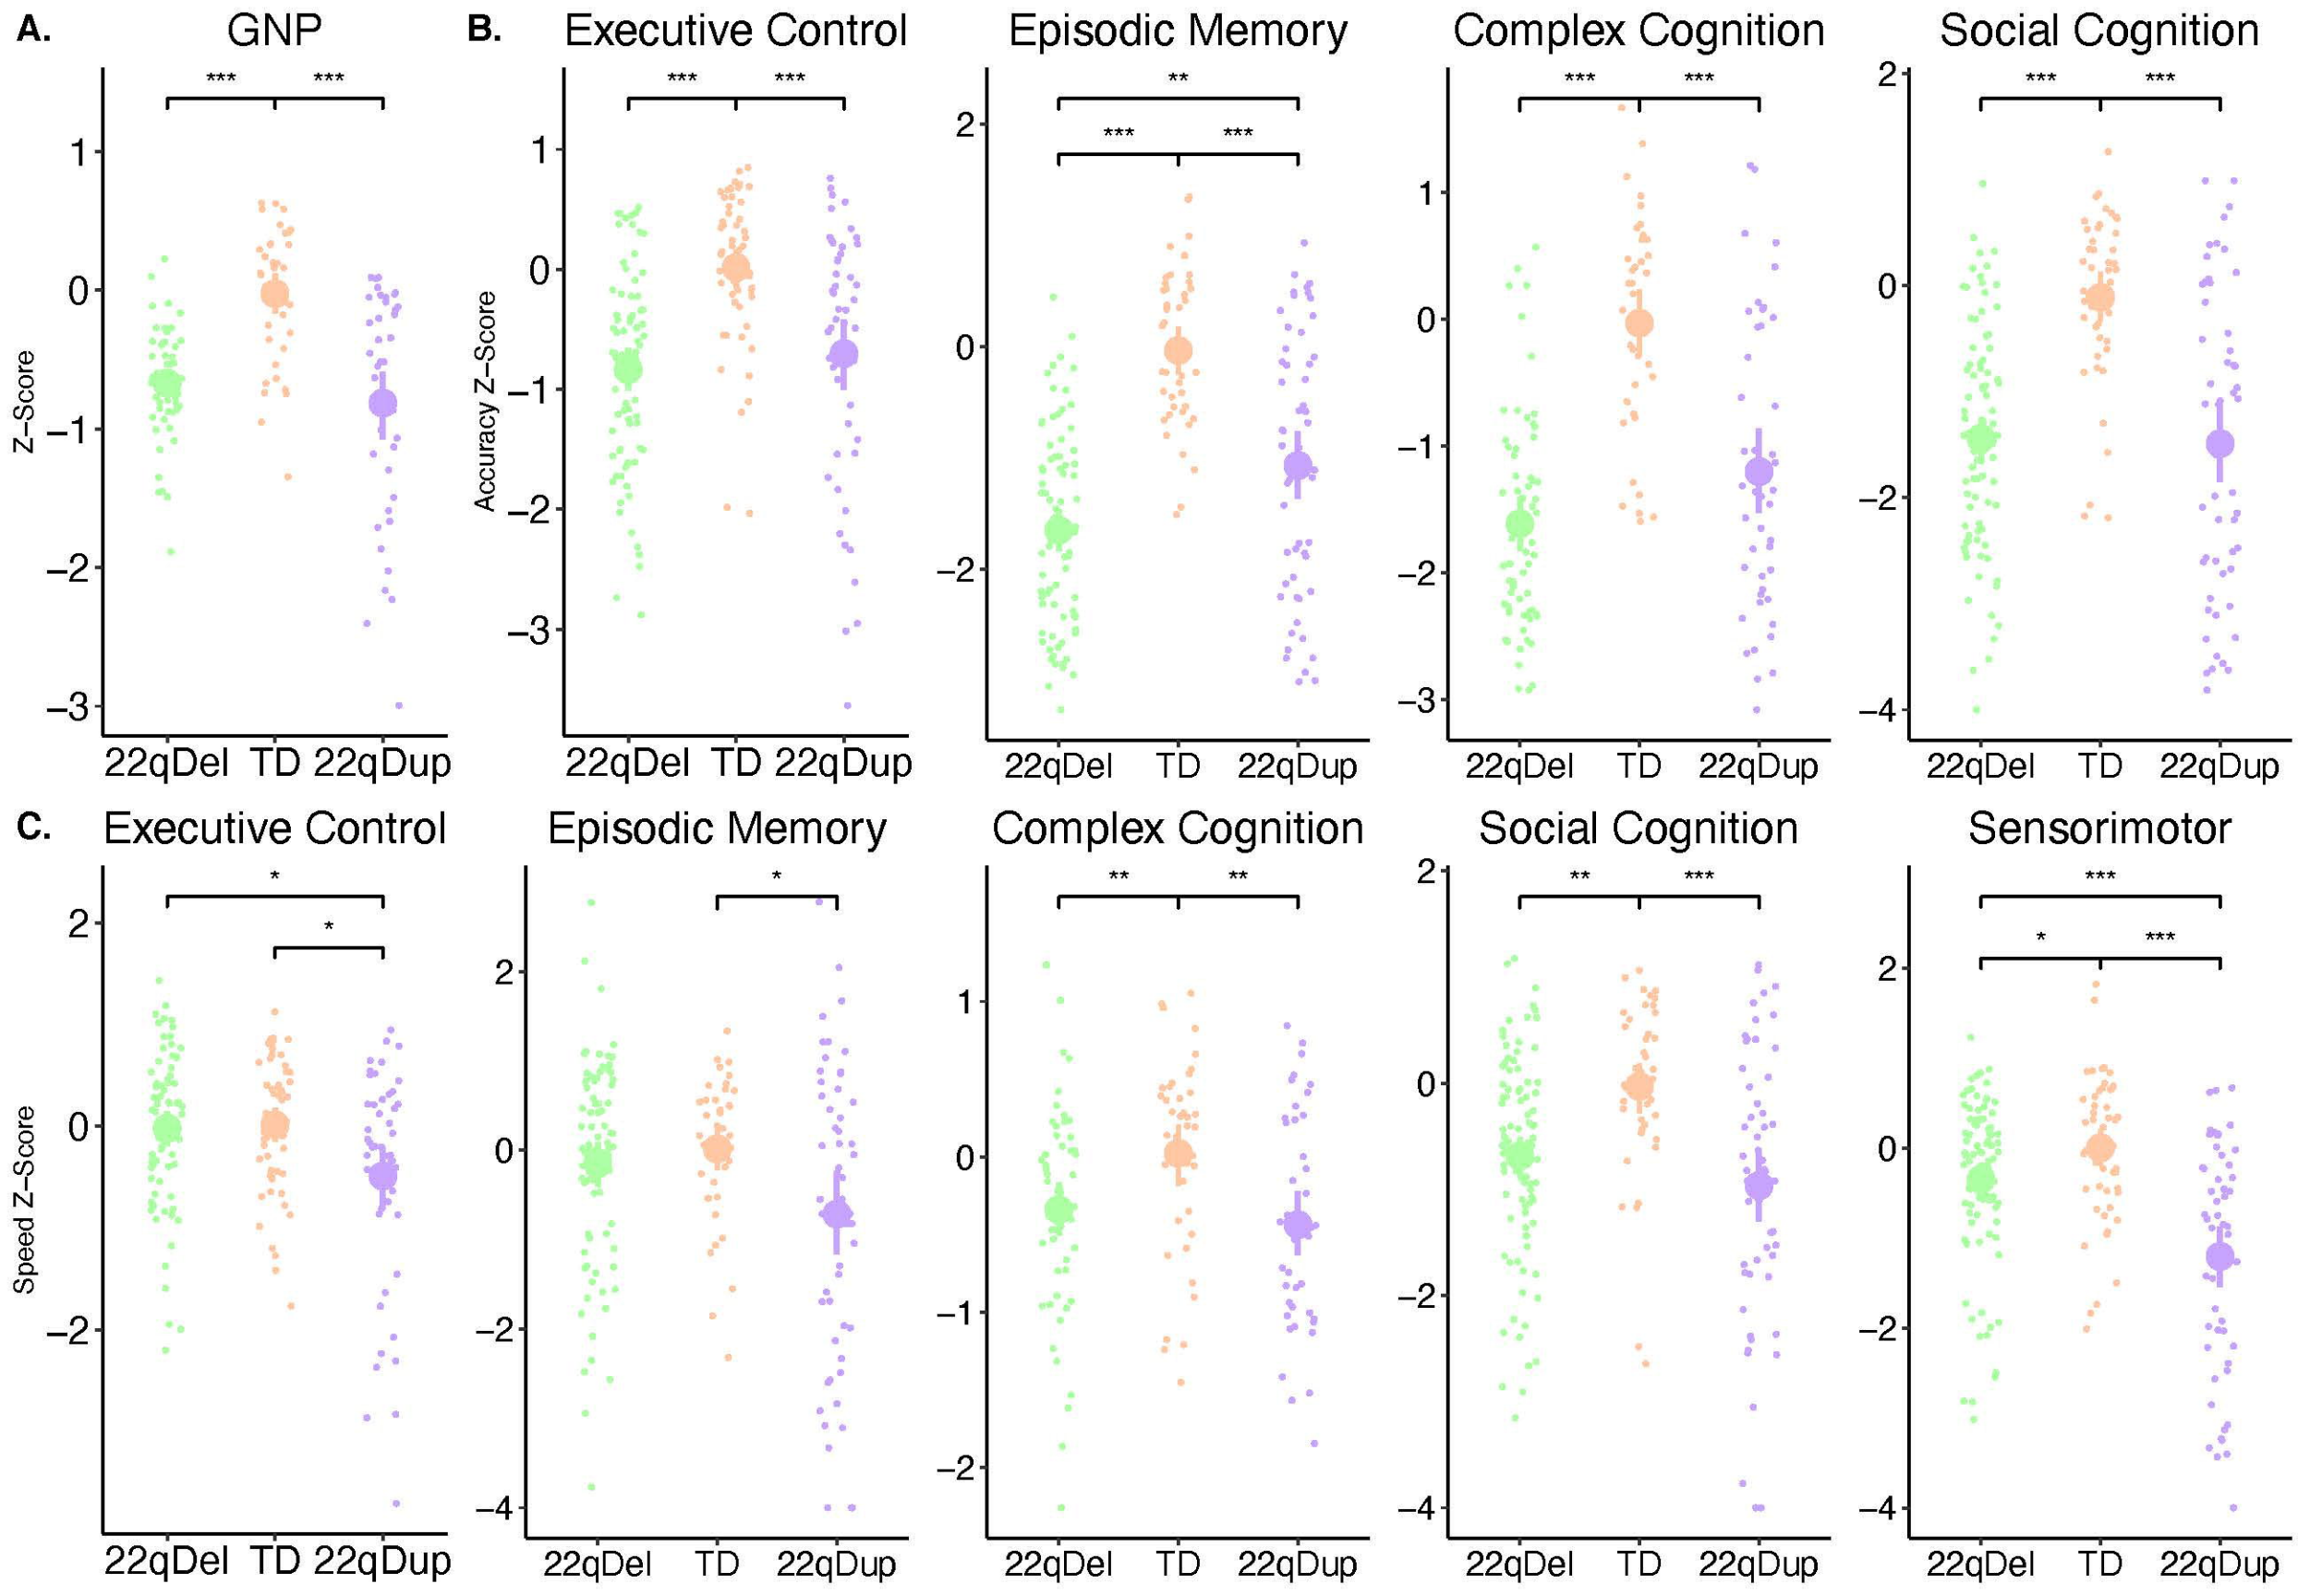 A. GNP B. Executive Control Episodic Memory Complex Cognition Social Cognition
*** *** *** *** ** *** *** *** ***
*** ***
Z−Score
1
0
−1
−2
−3
22qDel TD 22qDup
Accuracy Z−Score
1
0
−1
−2
−3
22qDel TD 22qDup
2
0
−2
22qDel TD 22qDup
1
0
−1
−2
−3
22qDel TD 22qDup
2
0
−2
−4
22qDel TD 22qDup
C. Executive Control Episodic Memory Complex Cognition Social Cognition Sensorimotor
* * ** ** ** *** ***
* * ***
Speed Z−Score
2
0
−2
22qDel TD 22qDup
2
0
−2
−4
22qDel TD 22qDup
1
0
−1
−2
22qDel TD 22qDup
2
0
−2
−4
22qDel TD 22qDup
2
0
−2
−4
22qDel TD 22qDup